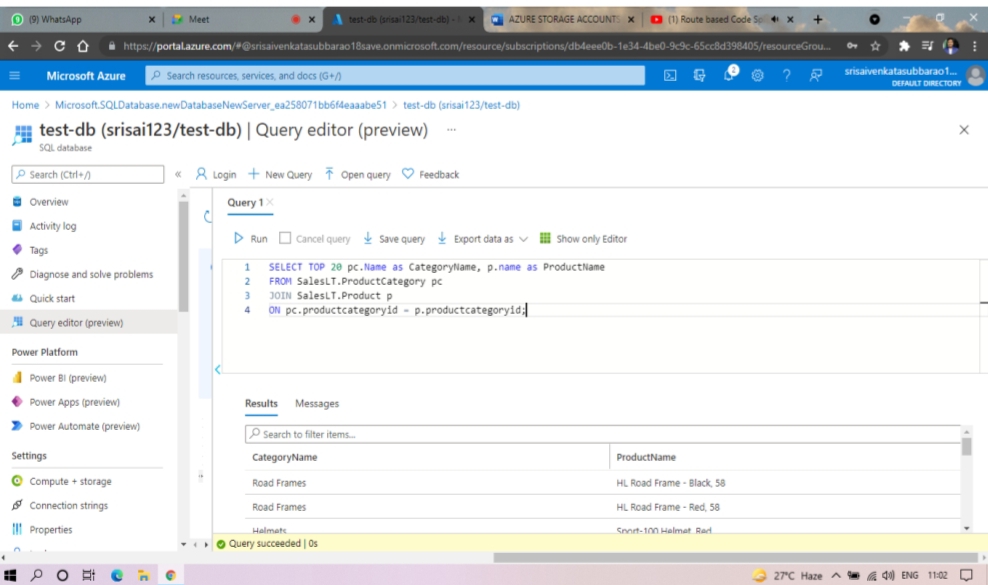 (9) WhatsApp
Meet
test-db (srisai123/test-db) -
AZURE STORAGE ACCOUNT
(1) Route based Code Sp
https://portal.azure.com/#@srisaivenkatasubbarao18save.onmicrosoft.com/resource/subscriptions/db4eee0b-1e34-4be0-9c9c-65cc8d398405/resourceGrou...
Microsoft Azure
Search resources, services, and docs (G+/)
2
srisaivenkatasubbarao1...
DEFAULT DIRECTORY
Home > Microsoft.SQLDatabase.newDatabaseNewServer_ea258071bb6f4eaaabe51 > test-db (srisai123/test-db)
test-db (srisai123/test-db) | Query editor (preview) ...
SQL database
Search (Ctrl+/)
«
Login
New Query
Open query
Feedback
Overview
Activity log
Tags
Diagnose and solve problems
Quick start
Query editor (preview)
Power Platform
Power BI (preview)
Power Apps (preview)
Power Automate (preview)
Settings
Compute + storage
Connection strings
Properties
Query 1
Run
Cancel query
Save query
Export data as
Show only Editor
1 SELECT TOP 20 pc.Name as CategoryName, p.name as ProductName
2 FROM SalesLT.ProductCategory pc
3 JOIN SalesLT.Product p
4 ON pc.productcategoryid = p.productcategoryid;
Results
Messages
Search to filter items...
CategoryName ProductName
Road Frames HL Road Frame - Black, 58
Road Frames HL Road Frame - Red, 58
Helmets Sport-100 Helmet, Red
Query succeeded | 0s
27°C Haze
ENG
11:02